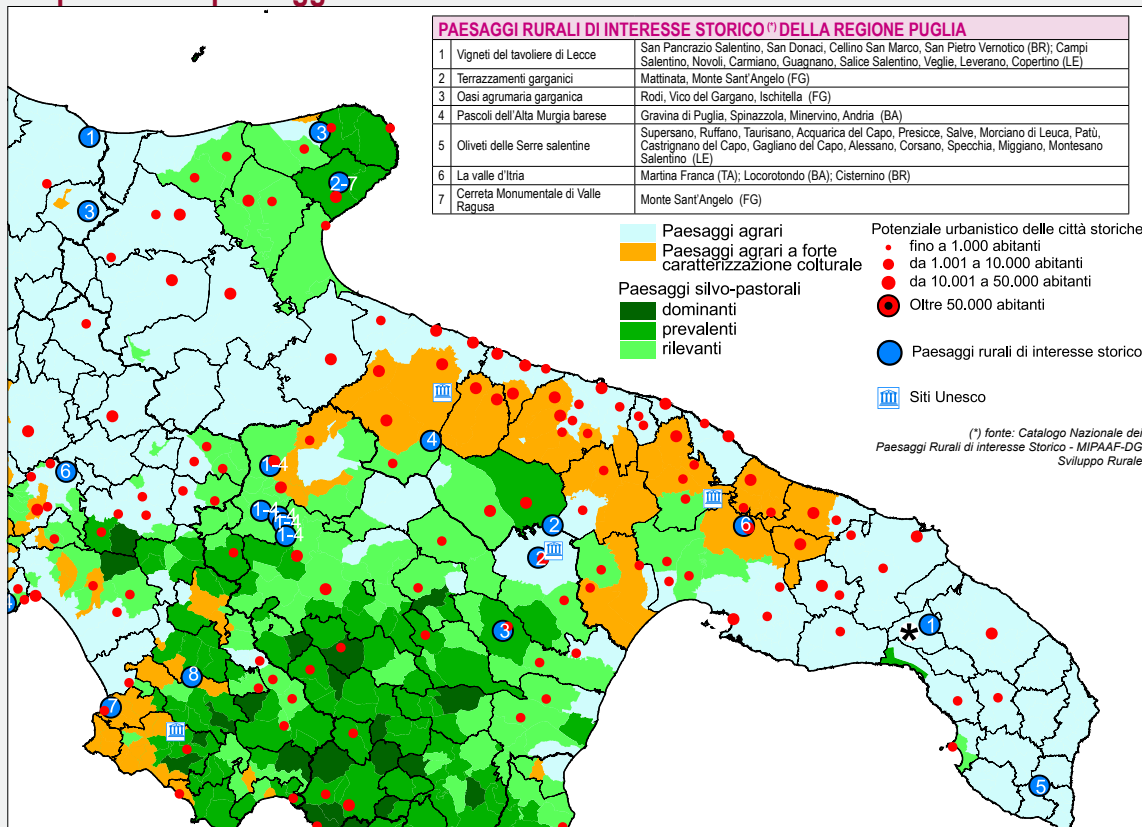 PAESAGGI RURALI DI INTERESSE STORICO (*) DELLA REGIONE PUGLIA
1 Vigneti del tavoliere di Lecce San Pancrazio Salentino, San Donaci, Cellino San Marco, San Pietro Vernotico (BR); Campi
Salentino, Novoli, Carmiano, Guagnano, Salice Salentino, Veglie, Leverano, Copertino (LE)
2 Terrazzamenti garganici Mattinata, Monte Sant'Angelo (FG)
3 Oasi agrumaria garganica Rodi, Vico del Gargano, Ischitella (FG)
4 Pascoli dell'Alta Murgia barese Gravina di Puglia, Spinazzola, Minervino, Andria (BA)
5 Oliveti delle Serre salentine Supersano, Ruffano, Taurisano, Acquarica del Capo, Presicce, Salve, Morciano di Leuca, Patù,
Castrignano del Capo, Gagliano del Capo, Alessano, Corsano, Specchia, Miggiano, Montesano
Salentino (LE)
6 La valle d'Itria Martina Franca (TA); Locorotondo (BA); Cisternino (BR)
7 Cerreta Monumentale di Valle
Ragusa Monte Sant'Angelo (FG)
Paesaggi agrari
Paesaggi agrari a forte
caratterizzazione colturale
Paesaggi silvo-pastorali
dominanti
prevalenti
rilevanti
Potenziale urbanistico delle città storiche
fino a 1.000 abitanti
da 1.001 a 10.000 abitanti
da 10.001 a 50.000 abitanti
Oltre 50.000 abitanti
Paesaggi rurali di interesse storico
Siti Unesco
(*) fonte: Catalogo Nazionale dei
Paesaggi Rurali di interesse Storico - MIPAAF-DG
Sviluppo Rurale
1
3
2-7
3
4
6
1-4
1-4
1-4
1-4
2
2
6
3
1
*
8
7
5